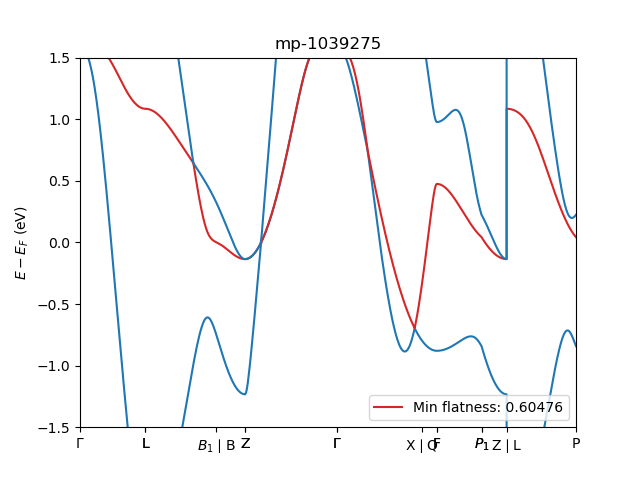 mp-1039275
E − E_F (eV)
1.5
1.0
0.5
0.0
−0.5
−1.0
−1.5
Min flatness: 0.60476
Γ L B₁ | B Z Γ X | Q F P₁ Z | L P